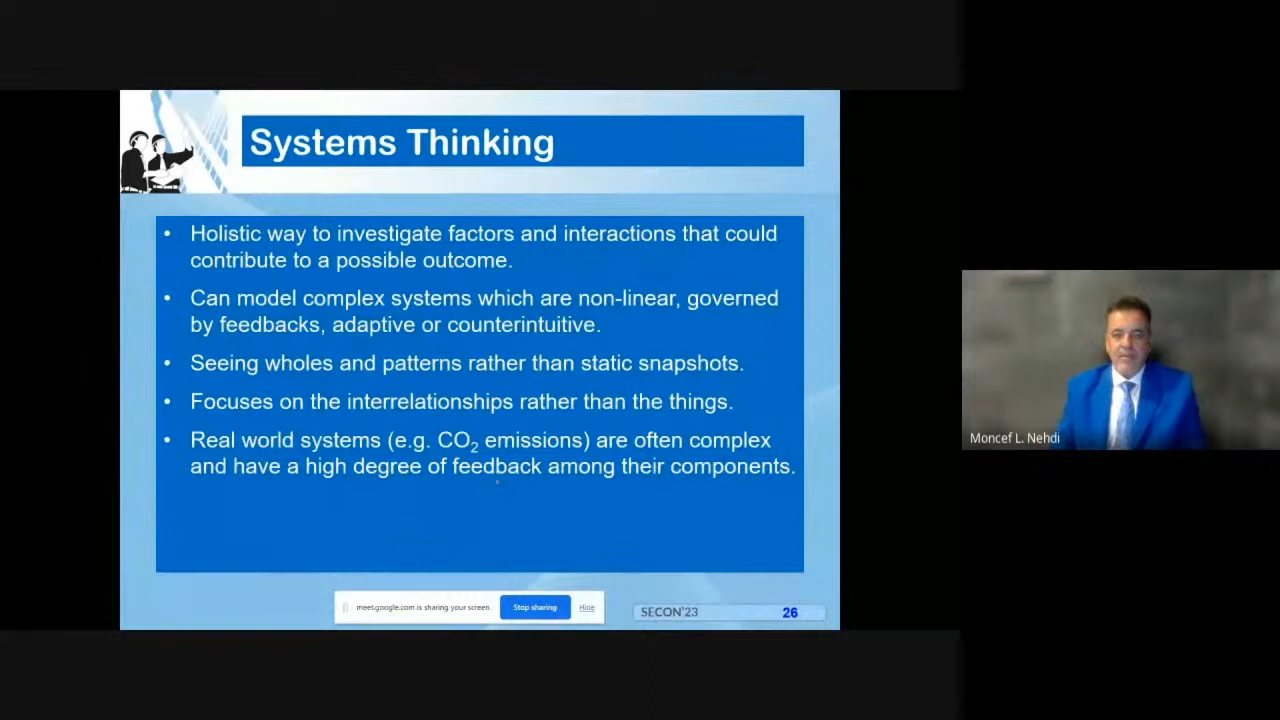 Systems Thinking
• Holistic way to investigate factors and interactions that could
contribute to a possible outcome.
• Can model complex systems which are non-linear, governed
by feedbacks, adaptive or counterintuitive.
• Seeing wholes and patterns rather than static snapshots.
• Focuses on the interrelationships rather than the things.
• Real world systems (e.g. CO₂ emissions) are often complex
and have a high degree of feedback among their components.
meet.google.com is sharing your screen. Stop sharing Hide
SECON'23 26
Moncef L. Nehdi